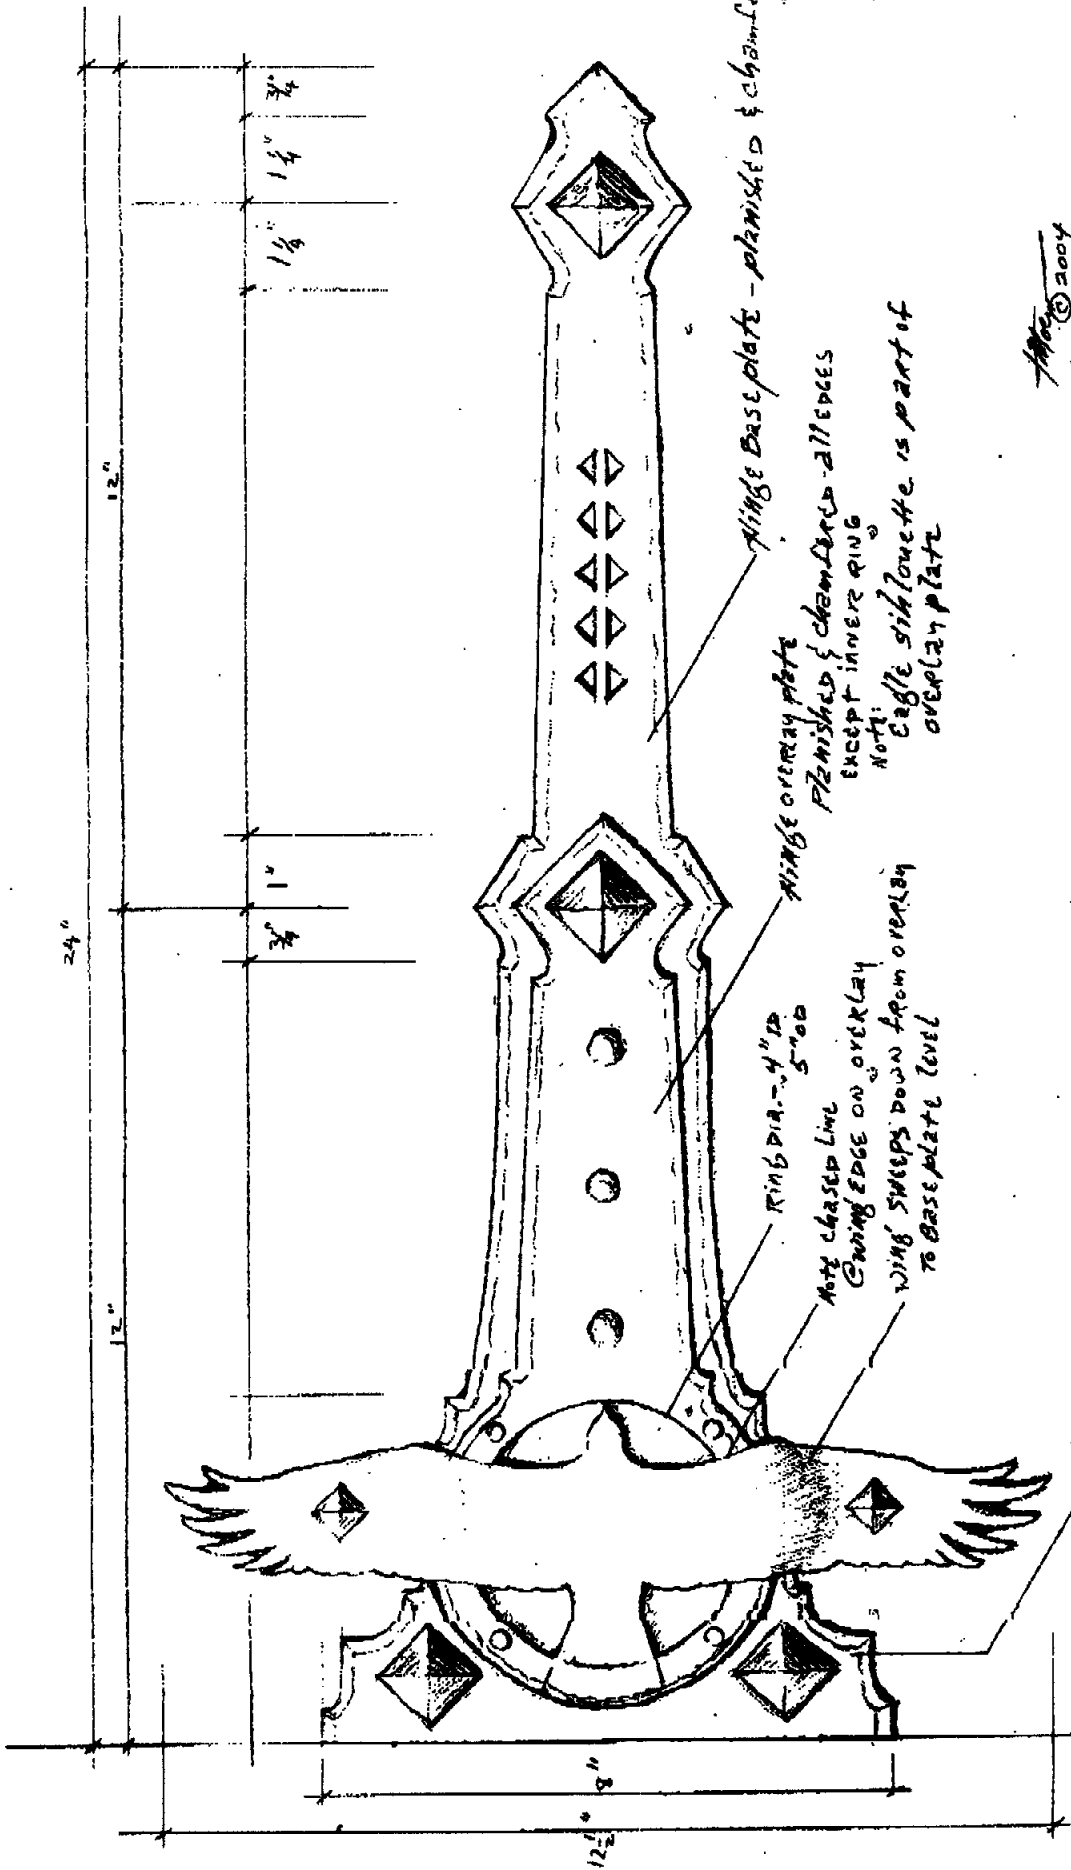 24"
12"
12"
3/4"
1 1/4"
1 1/4"
1"
3/4"
8"
12 1/2"
Hinge Base plate - planished & chamf
Hinge overlay plate
planished & chamfered - all EDGES
EXCEPT INNER RING
Note:
Eagle sihlouette is part of
overlay plate
RING DIA. - 4" ID
5" OD
Note chased Line
@ wing EDGE ON OVERLAY
wing SWEEPS DOWN from overlay
TO Base plate level
© 2004